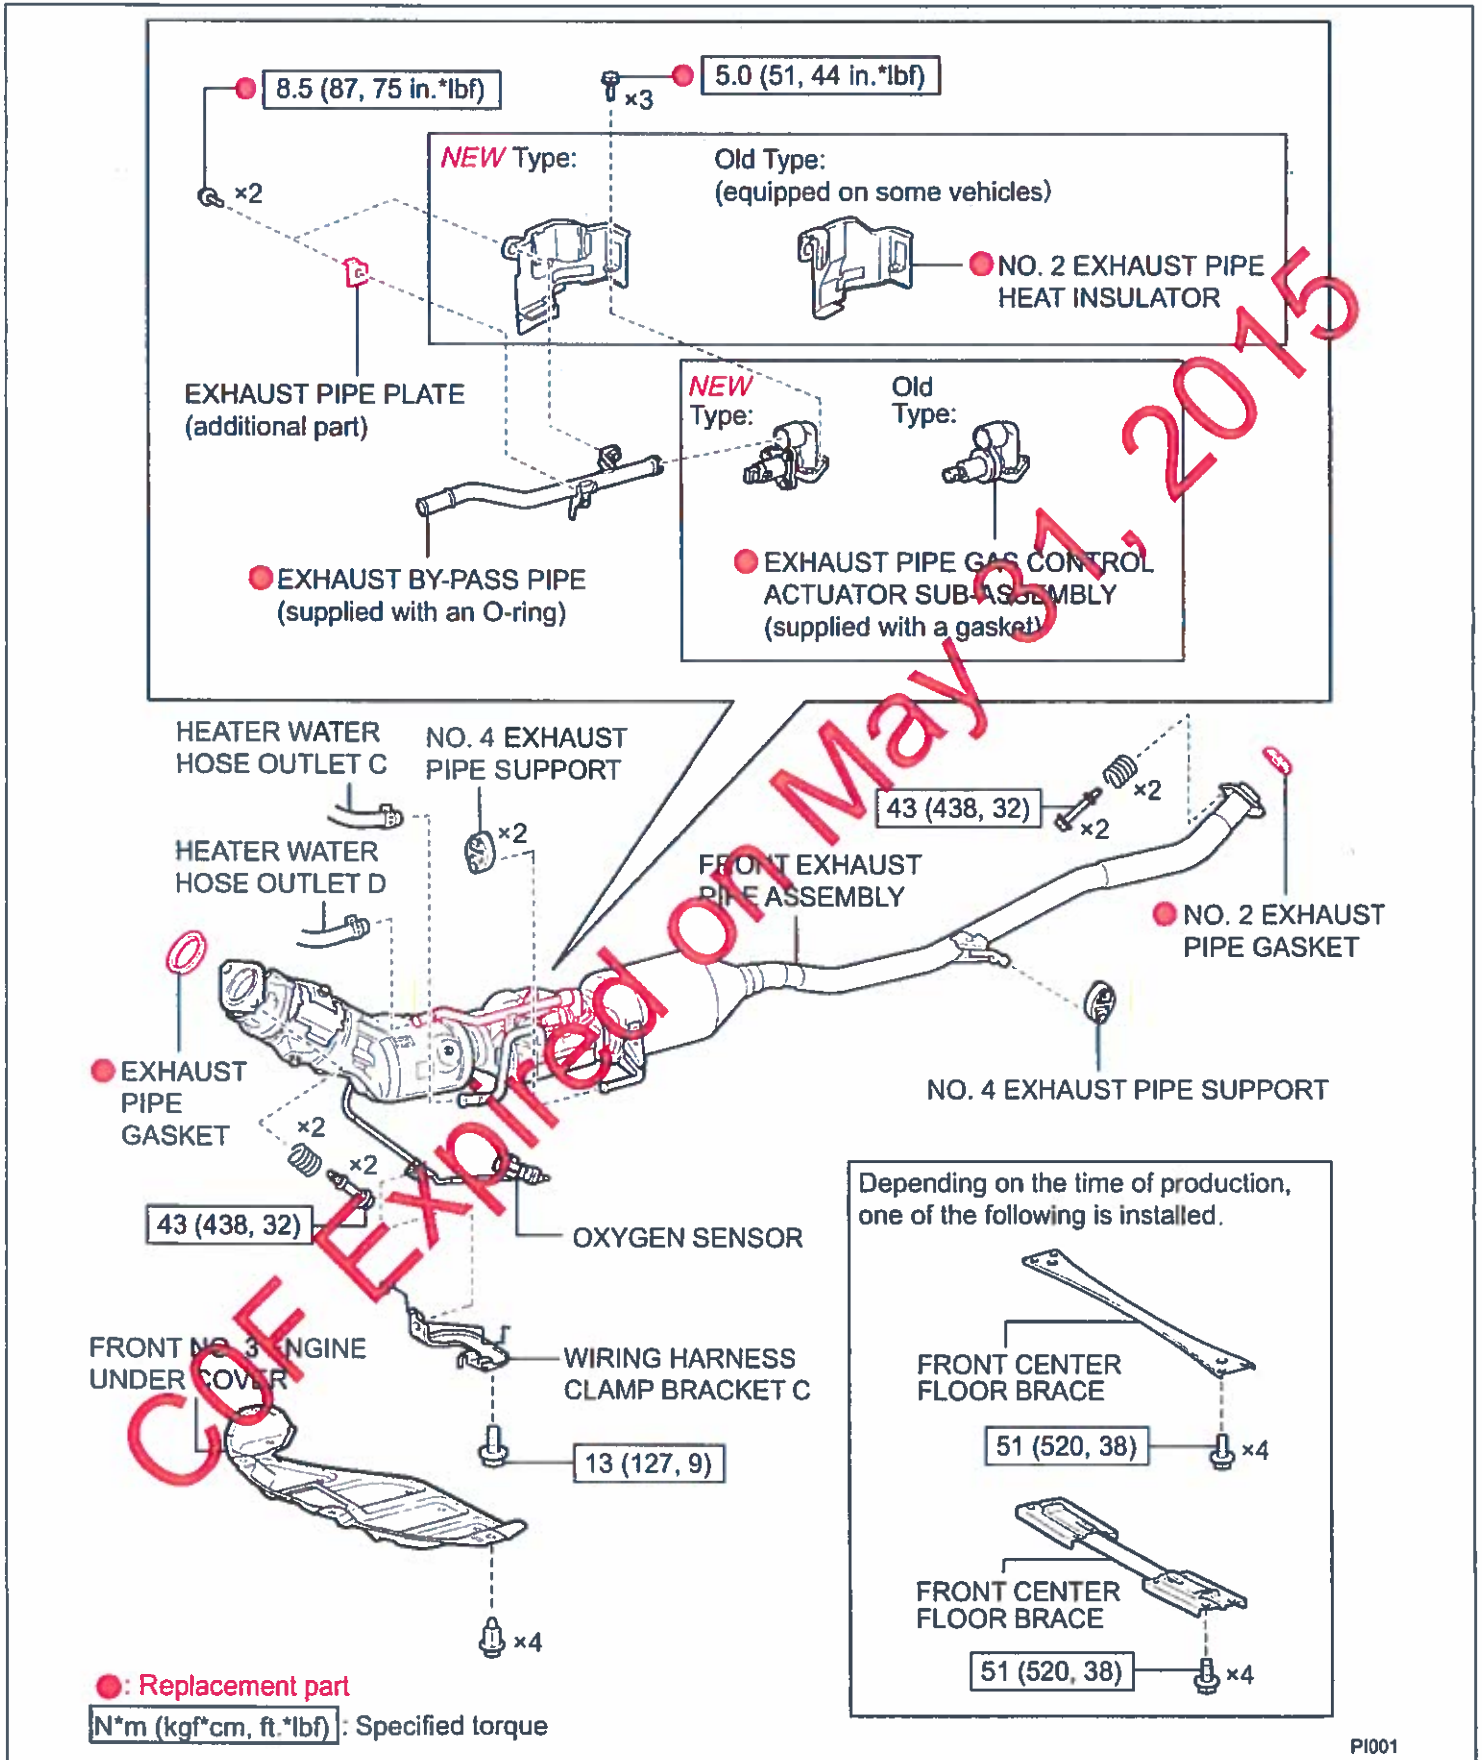 8.5 (87, 75 in.*lbf)
5.0 (51, 44 in.*lbf)
×3
×2
NEW Type:
Old Type:
(equipped on some vehicles)
NO. 2 EXHAUST PIPE
HEAT INSULATOR
EXHAUST PIPE PLATE
(additional part)
NEW
Type:
Old
Type:
EXHAUST BY-PASS PIPE
(supplied with an O-ring)
EXHAUST PIPE GAS CONTROL
ACTUATOR SUB-ASSEMBLY
(supplied with a gasket)
HEATER WATER
HOSE OUTLET C
NO. 4 EXHAUST
PIPE SUPPORT
×2
43 (438, 32)
×2
×2
HEATER WATER
HOSE OUTLET D
FRONT EXHAUST
PIPE ASSEMBLY
NO. 2 EXHAUST
PIPE GASKET
EXHAUST
PIPE
GASKET
NO. 4 EXHAUST PIPE SUPPORT
×2
×2
43 (438, 32)
OXYGEN SENSOR
FRONT NO. 3 ENGINE
UNDER COVER
WIRING HARNESS
CLAMP BRACKET C
13 (127, 9)
×4
Depending on the time of production,
one of the following is installed.
FRONT CENTER
FLOOR BRACE
51 (520, 38)
×4
FRONT CENTER
FLOOR BRACE
51 (520, 38)
×4
: Replacement part
N*m (kgf*cm, ft.*lbf) : Specified torque
PI001
COF Expired on May 31, 2015